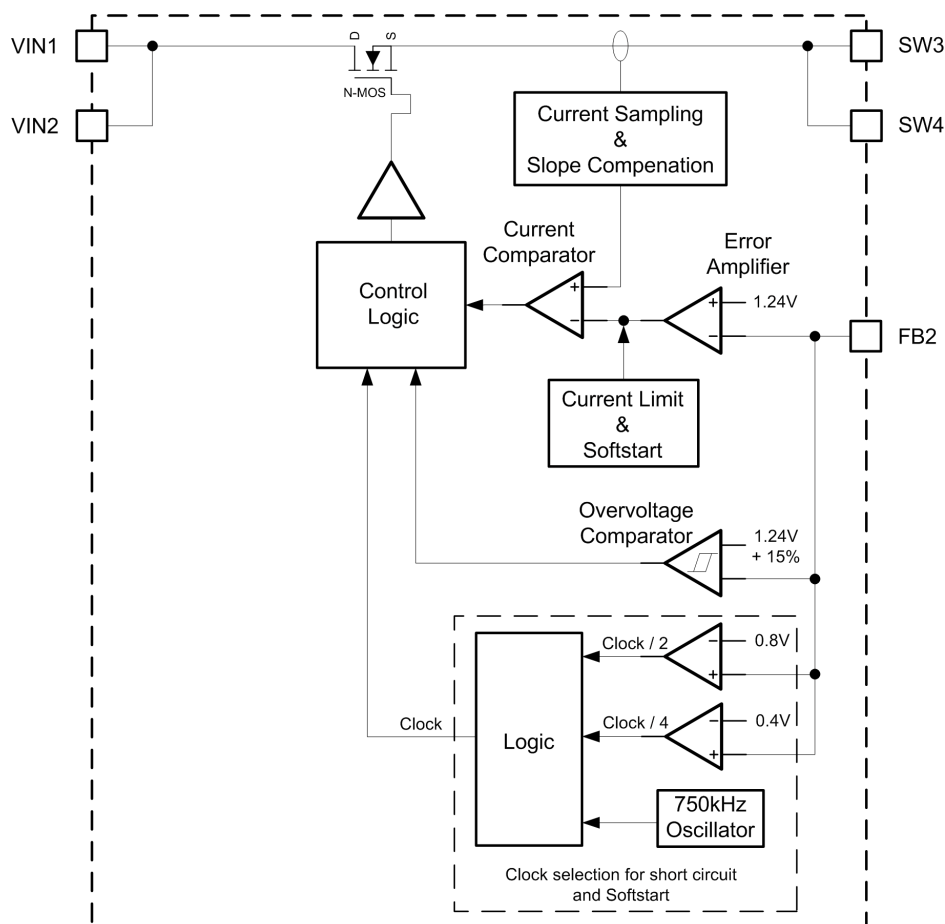 VIN1
D
S
SW3
N-MOS
VIN2
Current Sampling
&
Slope Compenation
SW4
Current
Comparator
Error
Amplifier
Control
Logic
+
−
+
1.24V
−
FB2
Current Limit
&
Softstart
Overvoltage
Comparator
1.24V
+ 15%
Clock / 2
−
0.8V
+
Clock
Logic
Clock / 4
−
0.4V
+
750kHz
Oscillator
Clock selection for short circuit
and Softstart